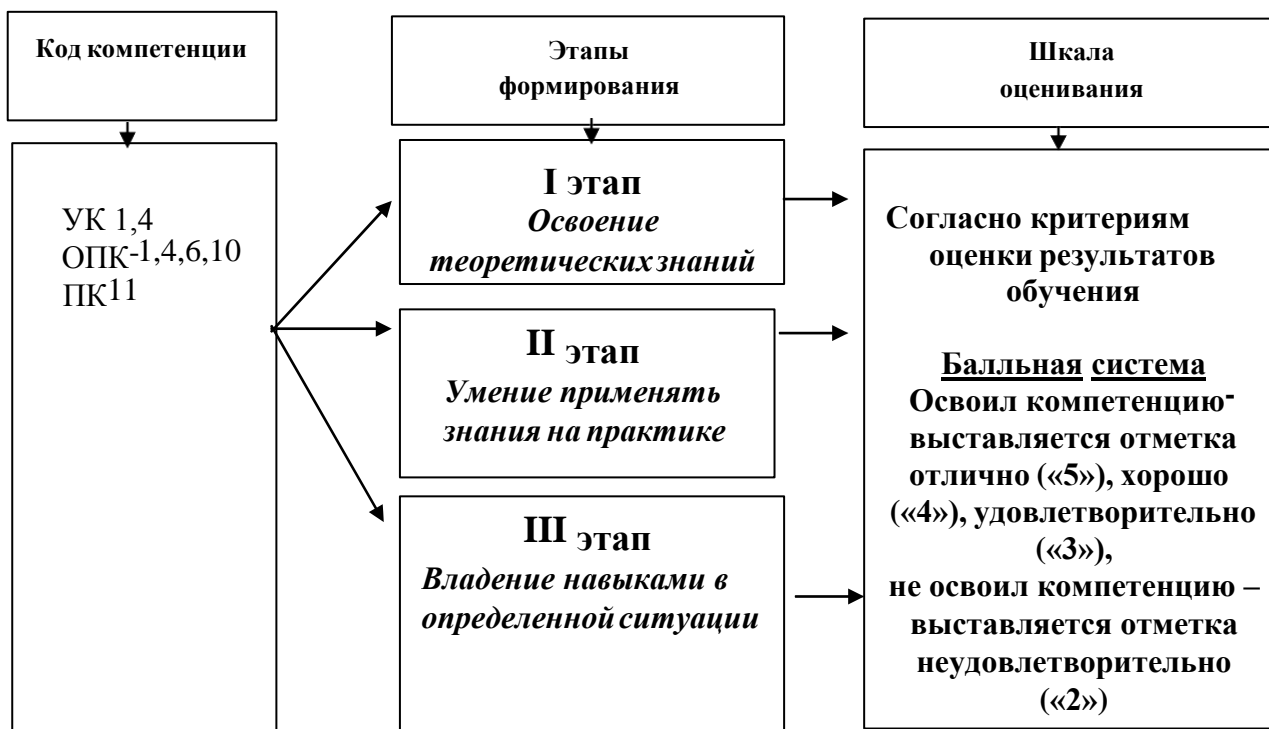 Код компетенции
Этапы
формирования
Шкала
оценивания
УК 1,4
ОПК-1,4,6,10
ПК11
I этап
Освоение
теоретических знаний
II этап
Умение применять
знания на практике
III этап
Владение навыками в
определенной ситуации
Согласно критериям
оценки результатов
обучения
Балльная система
Освоил компетенцию-
выставляется отметка
отлично («5»), хорошо
(«4»), удовлетворительно
(«3»),
не освоил компетенцию –
выставляется отметка
неудовлетворительно
(«2»)